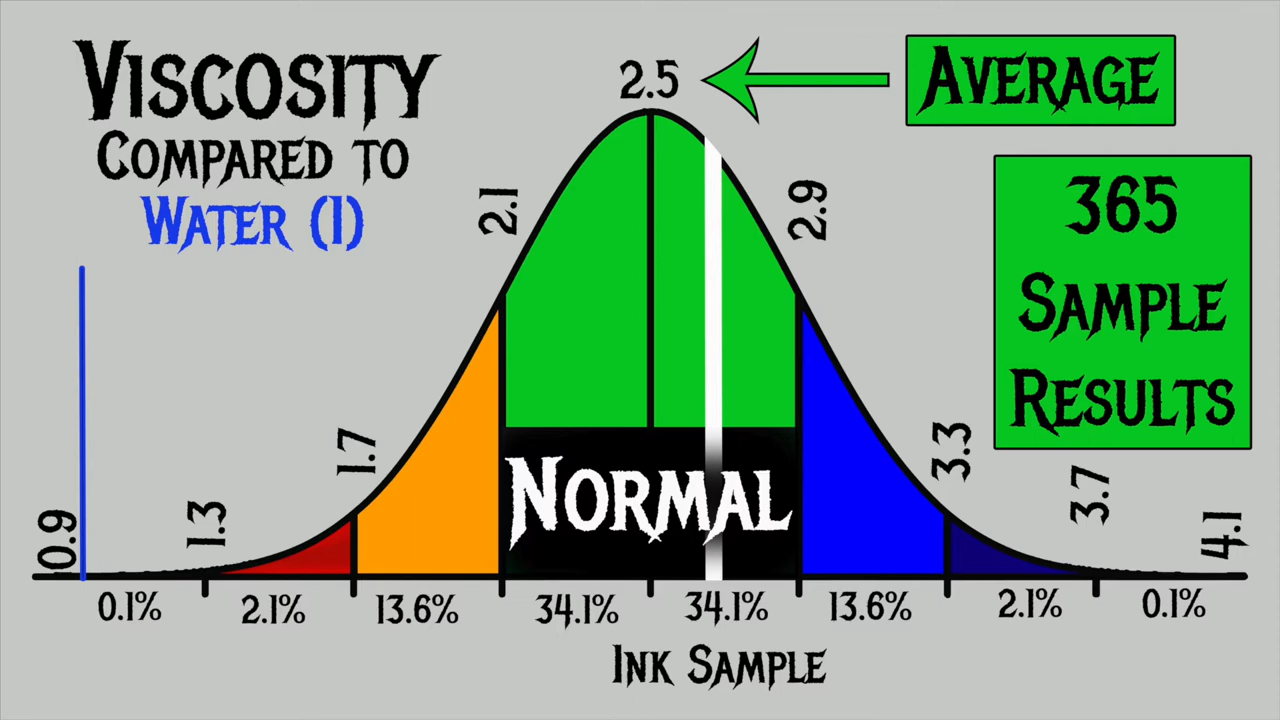 Viscosity
Compared to
Water (1)
2.5
Average
365
Sample
Results
2.1
2.9
1.7
3.3
0.9
1.3
3.7
4.1
Normal
0.1%
2.1%
13.6%
34.1%
34.1%
13.6%
2.1%
0.1%
Ink Sample